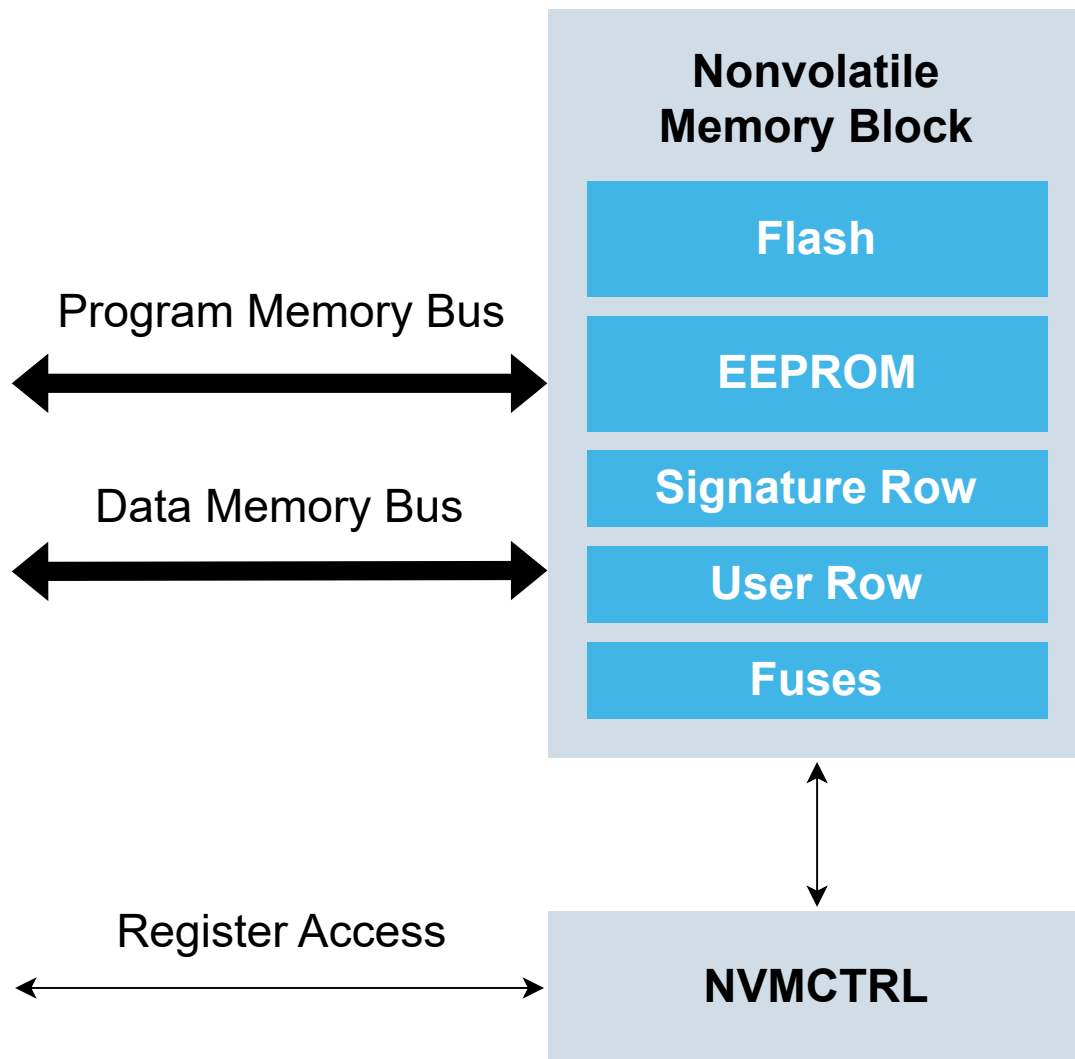 Nonvolatile
Memory Block
Flash
Program Memory Bus
EEPROM
Data Memory Bus
Signature Row
User Row
Fuses
Register Access
NVMCTRL